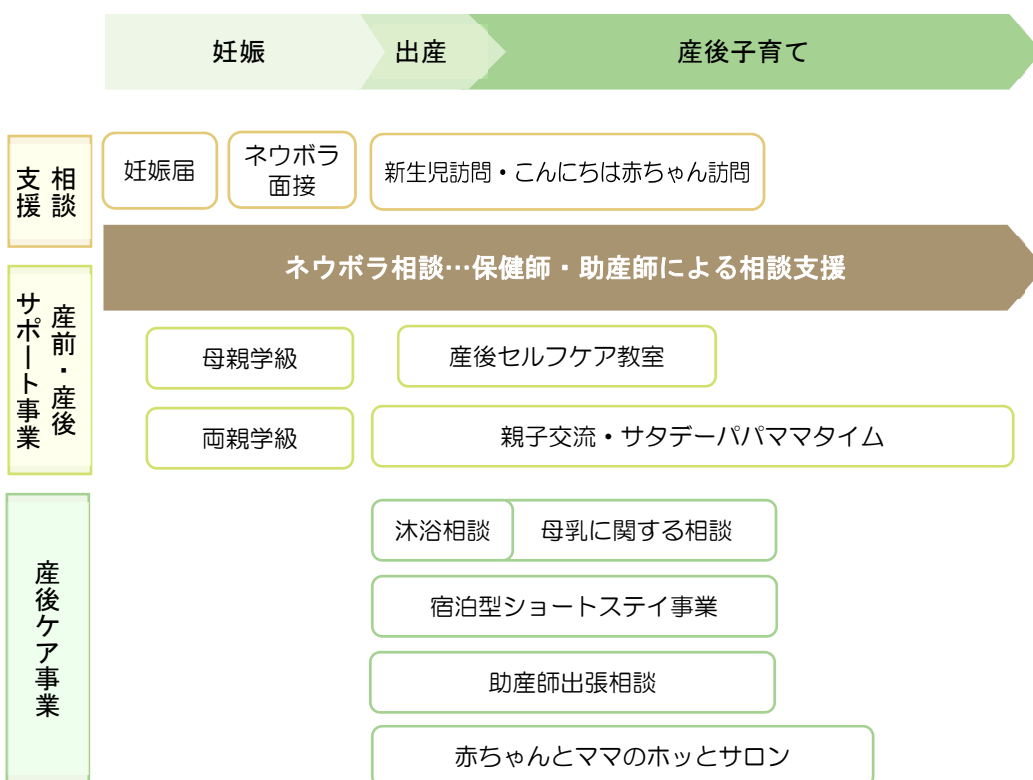 妊娠
出産
産後子育て
相談
支援
妊娠届
ネウボラ
面接
新生児訪問・こんにちは赤ちゃん訪問
ネウボラ相談…保健師・助産師による相談支援
産前・産後
サポート事業
母親学級
産後セルフケア教室
両親学級
親子交流・サタデーパパママタイム
産後ケア事業
沐浴相談
母乳に関する相談
宿泊型ショートステイ事業
助産師出張相談
赤ちゃんとママのホッとサロン